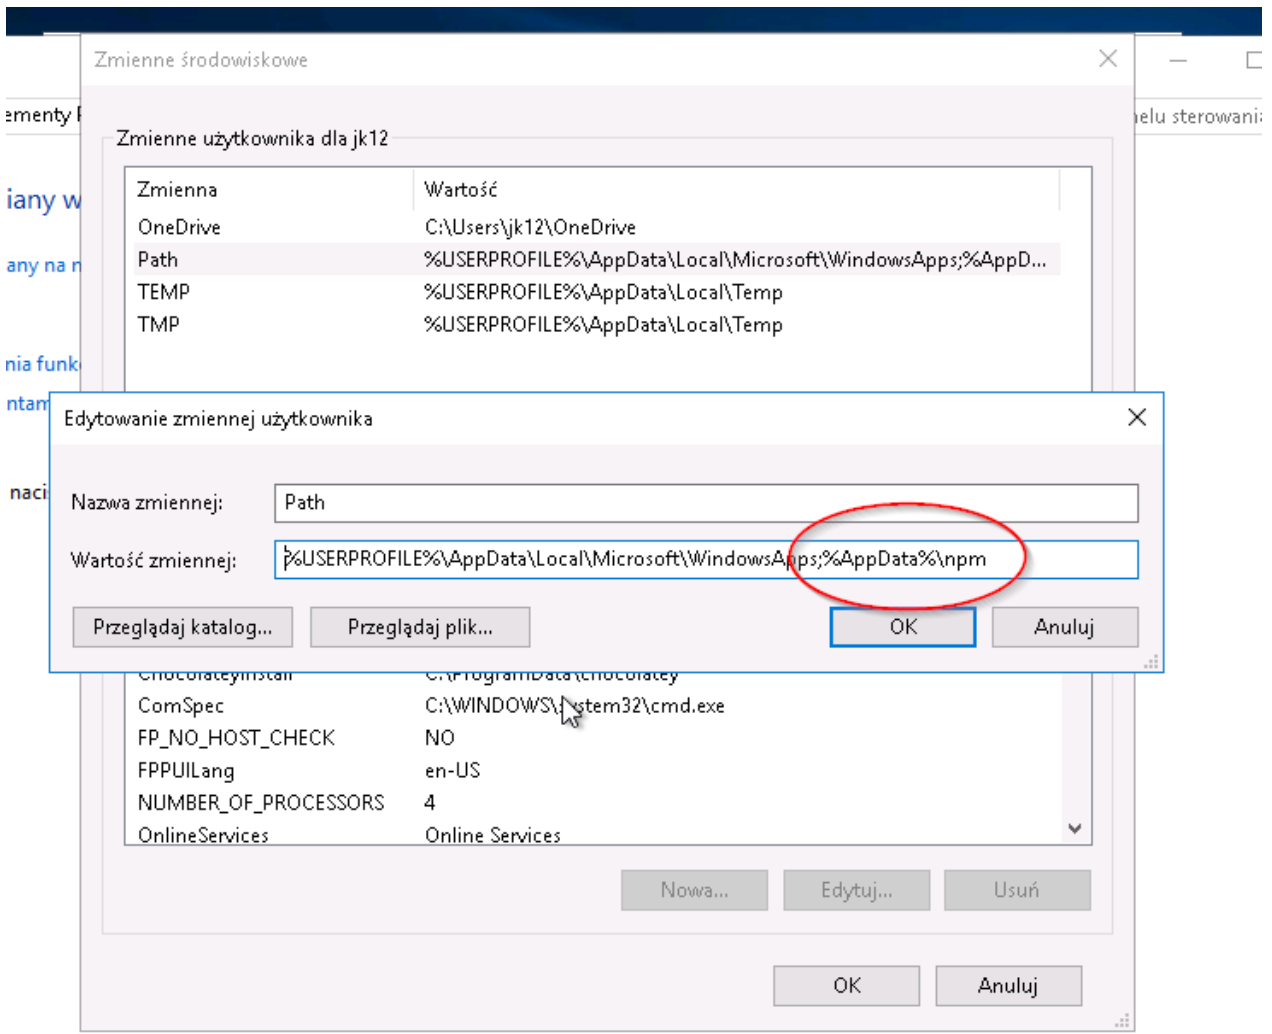 Zmienne środowiskowe
ementy
nelu sterowania
Zmienne użytkownika dla jk12
Zmienna Wartość
iany w
OneDrive C:\Users\jk12\OneDrive
any na n
Path %USERPROFILE%\AppData\Local\Microsoft\WindowsApps;%AppD...
TEMP %USERPROFILE%\AppData\Local\Temp
TMP %USERPROFILE%\AppData\Local\Temp
nia funk
ntam
Edytowanie zmiennej użytkownika
naci
Nazwa zmiennej: Path
Wartość zmiennej: %USERPROFILE%\AppData\Local\Microsoft\WindowsApps;%AppData%\npm
Przeglądaj katalog... Przeglądaj plik... OK Anuluj
ChocolateyInstall C:\ProgramData\chocolatey
ComSpec C:\WINDOWS\system32\cmd.exe
FP_NO_HOST_CHECK NO
FPPUILang en-US
NUMBER_OF_PROCESSORS 4
OnlineServices Online Services
Nowa... Edytuj... Usuń
OK Anuluj